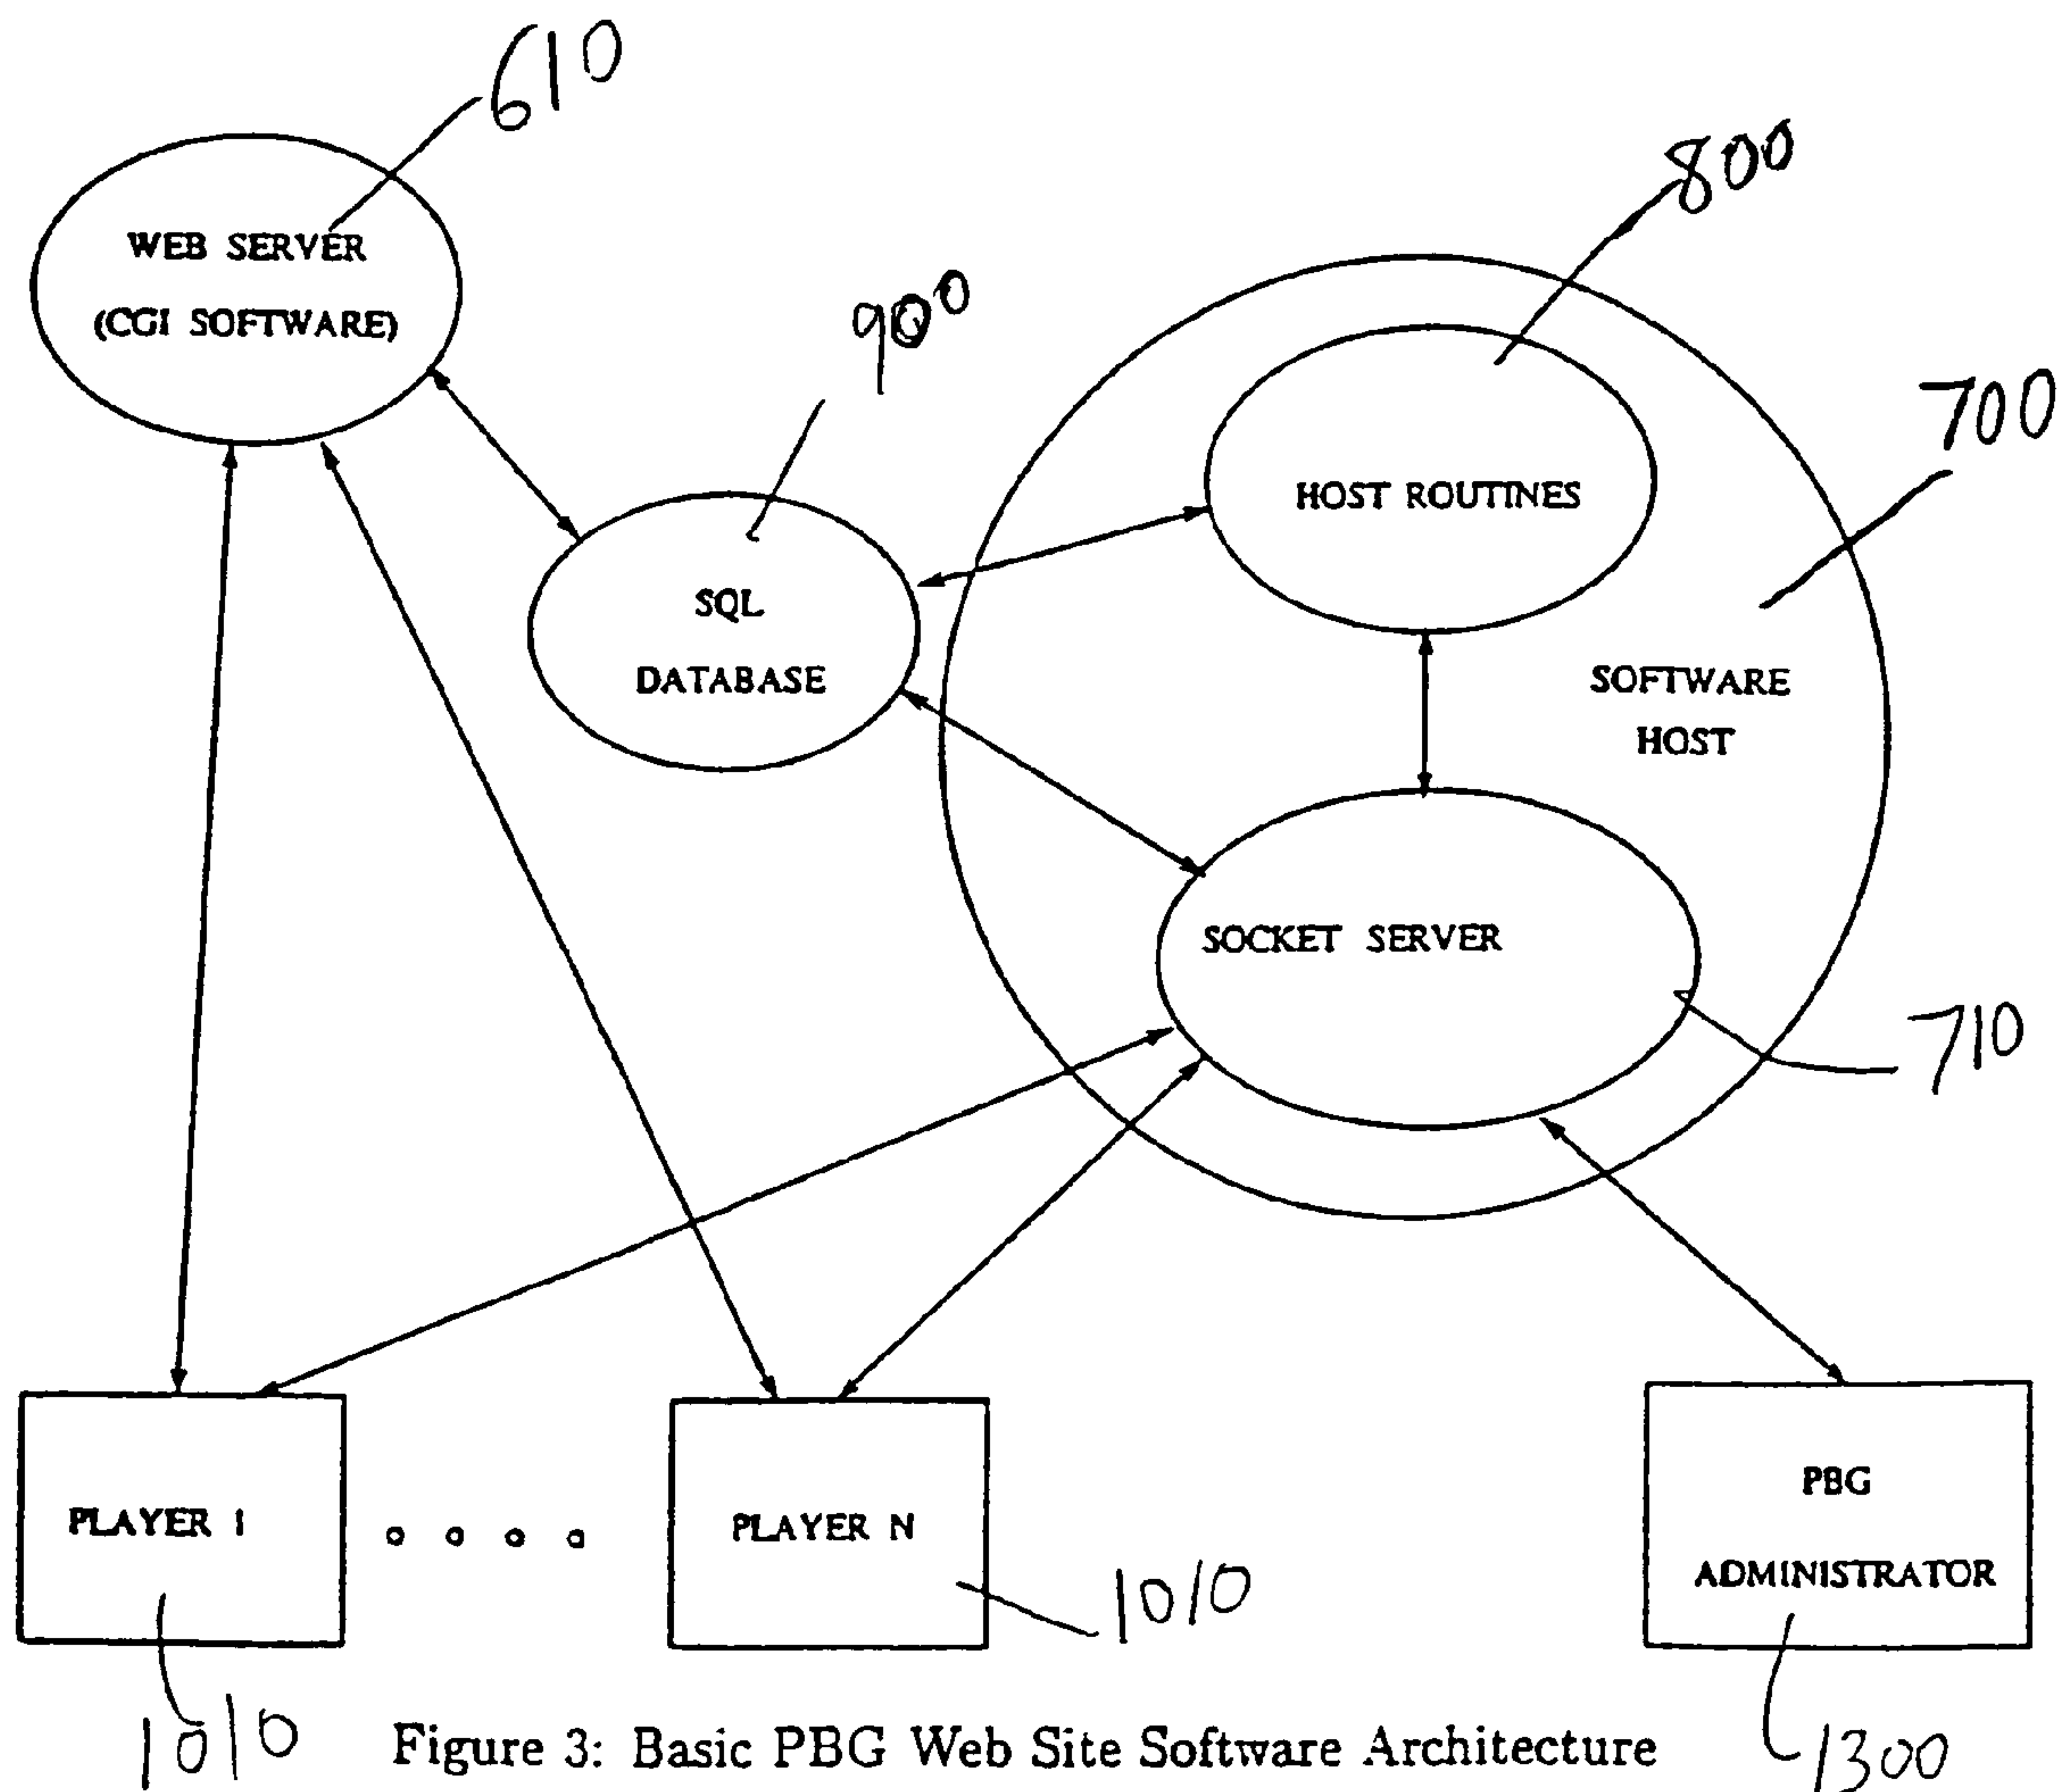 610
WEB SERVER
(CGI SOFTWARE)
800
900
700
HOST ROUTINES
SQL
DATABASE
SOFTWARE
HOST
SOCKET SERVER
710
PLAYER 1
PLAYER N
PBG
ADMINISTRATOR
1010
1010
1300
Figure 3: Basic PBG Web Site Software Architecture